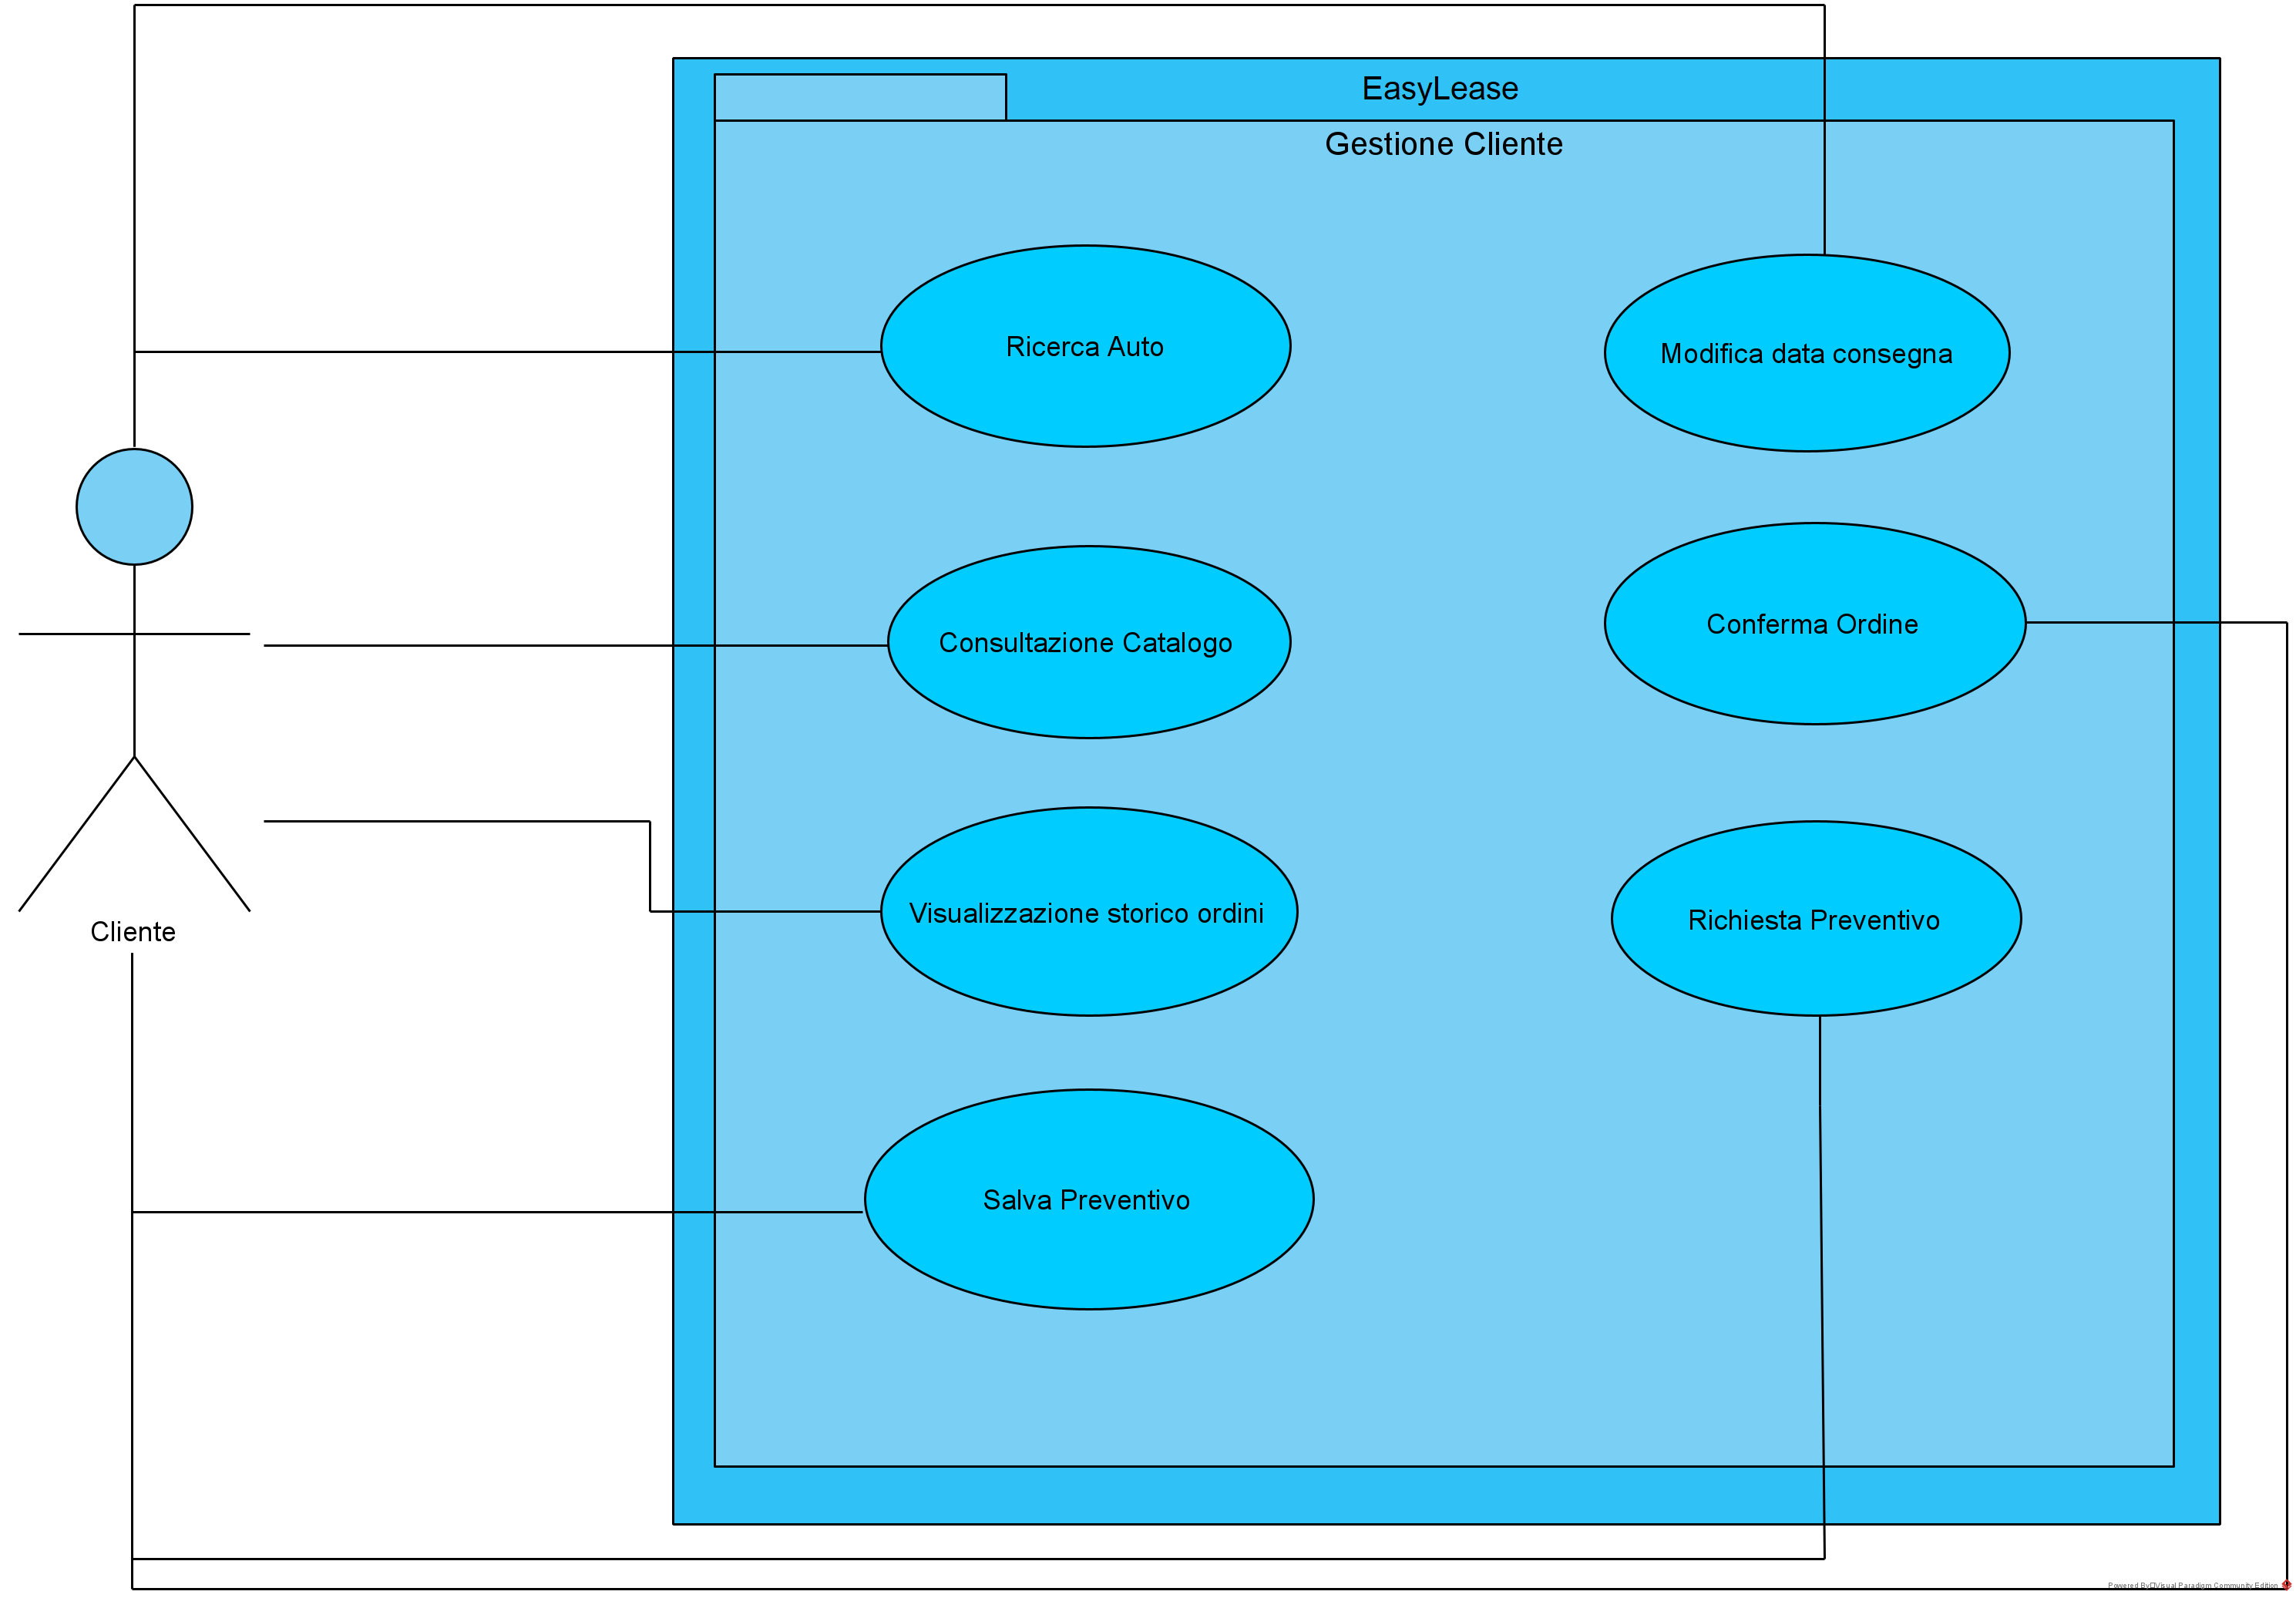 EasyLease
Gestione Cliente
Ricerca Auto
Modifica data consegna
Consultazione Catalogo
Conferma Ordine
Visualizzazione storico ordini
Richiesta Preventivo
Cliente
Salva Preventivo
Powered By Visual Paradigm Community Edition